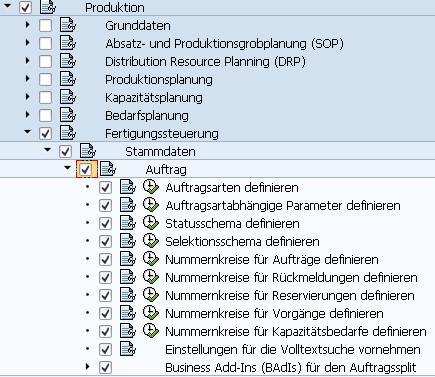 Produktion
Grunddaten
Absatz- und Produktionsgrobplanung (SOP)
Distribution Resource Planning (DRP)
Produktionsplanung
Kapazitätsplanung
Bedarfsplanung
Fertigungssteuerung
Stammdaten
Auftrag
Auftragsarten definieren
Auftragsartabhängige Parameter definieren
Statusschema definieren
Selektionsschema definieren
Nummernkreise für Aufträge definieren
Nummernkreise für Rückmeldungen definieren
Nummernkreise für Reservierungen definieren
Nummernkreise für Vorgänge definieren
Nummernkreise für Kapazitätsbedarfe definieren
Einstellungen für die Volltextsuche vornehmen
Business Add-Ins (BAdIs) für den Auftragssplit